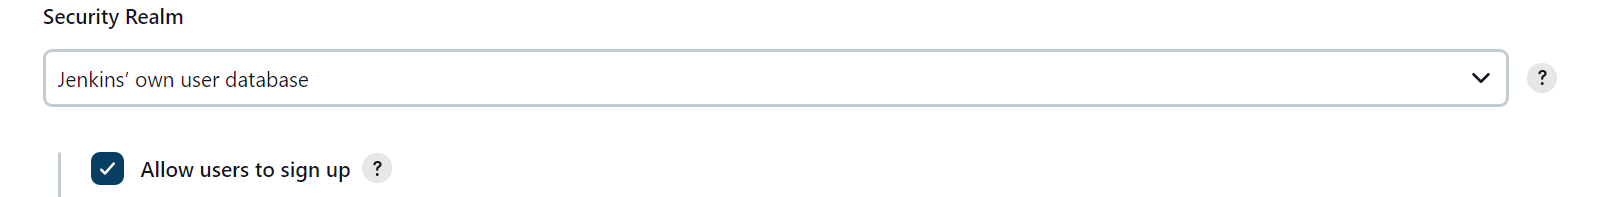 Security Realm
Jenkins’ own user database
?
Allow users to sign up ?